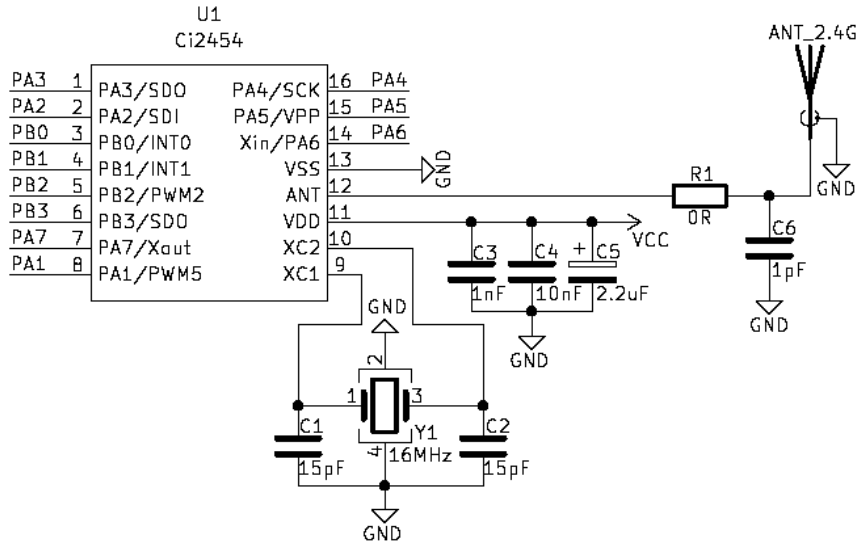 U1
Ci2454
ANT_2.4G
PA3 1 PA3/SDO PA4/SCK 16 PA4
PA2 2 PA2/SDI PA5/VPP 15 PA5
PB0 3 PB0/INT0 Xin/PA6 14 PA6
PB1 4 PB1/INT1 VSS 13 GND
PB2 5 PB2/PWM2 ANT 12
PB3 6 PB3/SDO VDD 11
PA7 7 PA7/Xout XC2 10
PA1 8 PA1/PWM5 XC1 9
R1
0R
GND
VCC
C3
1nF
C4
10nF
+ C5
2.2uF
GND
C6
1pF
GND
GND
2
1 3
4
Y1
16MHz
C1
15pF
C2
15pF
GND